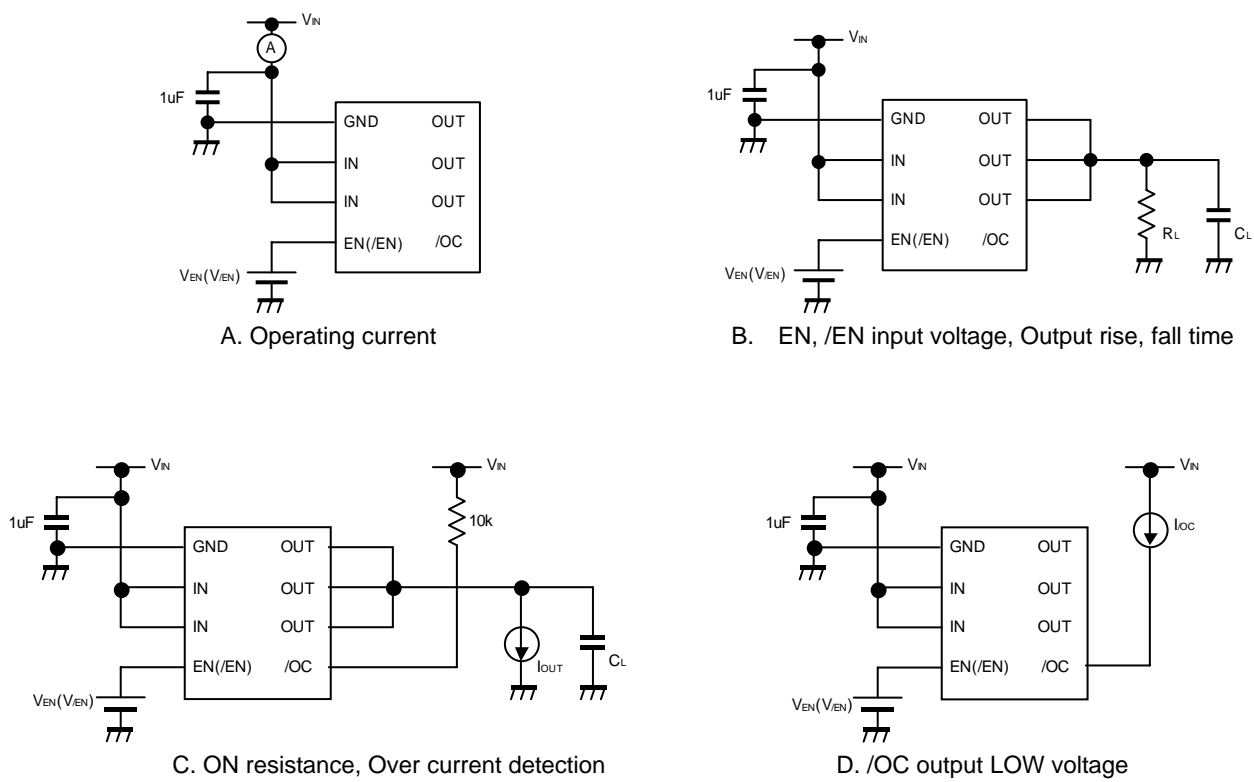 VIN
A
1uF
GND OUT
IN OUT
IN OUT
EN(/EN) /OC
VEN(V/EN)
A. Operating current
VIN
1uF
GND OUT
IN OUT
IN OUT
EN(/EN) /OC
RL
CL
VEN(V/EN)
B. EN, /EN input voltage, Output rise, fall time
VIN
VIN
1uF
10k
GND OUT
IN OUT
IN OUT
EN(/EN) /OC
IOUT
CL
VEN(V/EN)
C. ON resistance, Over current detection
VIN
VIN
1uF
I/OC
GND OUT
IN OUT
IN OUT
EN(/EN) /OC
VEN(V/EN)
D. /OC output LOW voltage